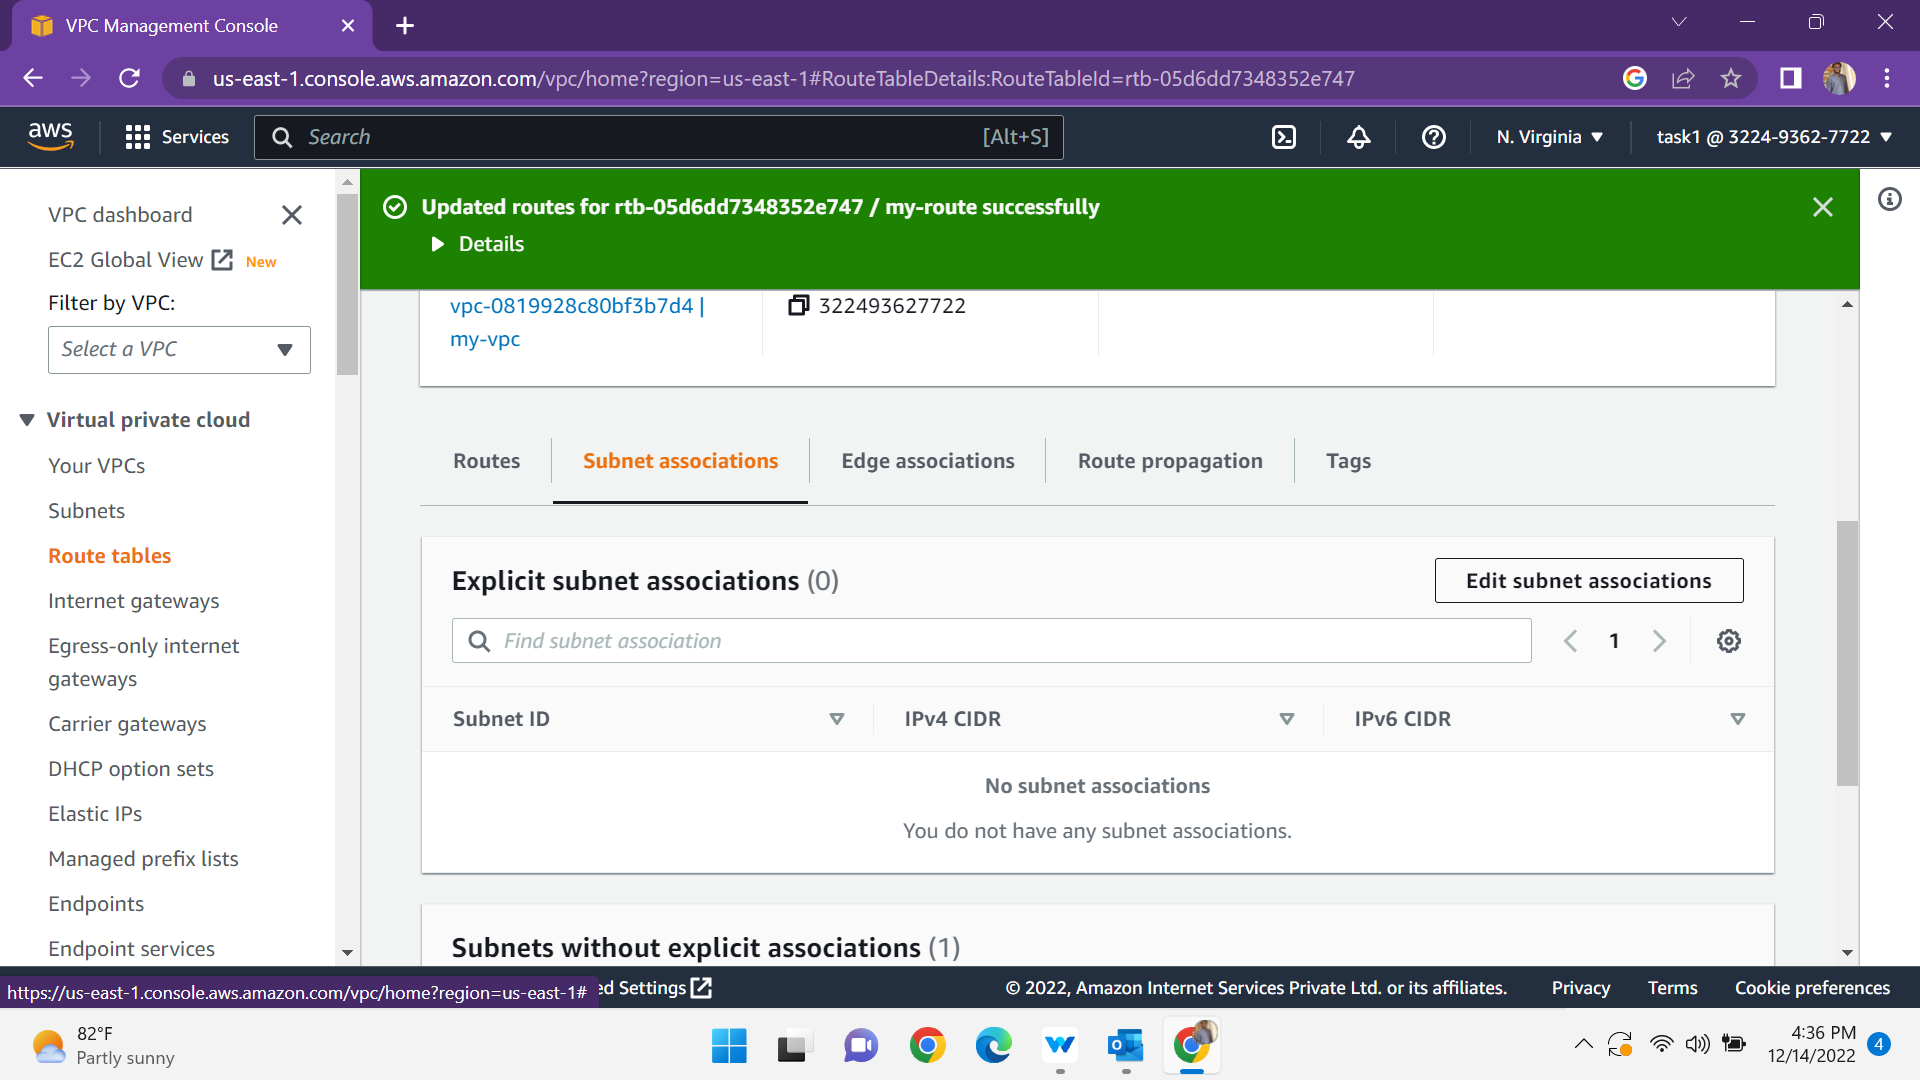 VPC Management Console
us-east-1.console.aws.amazon.com/vpc/home?region=us-east-1#RouteTableDetails:RouteTableId=rtb-05d6dd7348352e747
aws
Services
Search
[Alt+S]
N. Virginia
task1 @ 3224-9362-7722
VPC dashboard
EC2 Global View
New
Filter by VPC:
Select a VPC
Virtual private cloud
Your VPCs
Subnets
Route tables
Internet gateways
Egress-only internet
gateways
Carrier gateways
DHCP option sets
Elastic IPs
Managed prefix lists
Endpoints
Endpoint services
Updated routes for rtb-05d6dd7348352e747 / my-route successfully
Details
vpc-0819928c80bf3b7d4 |
my-vpc
322493627722
Routes
Subnet associations
Edge associations
Route propagation
Tags
Explicit subnet associations (0)
Edit subnet associations
Find subnet association
1
Subnet ID
IPv4 CIDR
IPv6 CIDR
No subnet associations
You do not have any subnet associations.
Subnets without explicit associations (1)
https://us-east-1.console.aws.amazon.com/vpc/home?region=us-east-1#
ed Settings
© 2022, Amazon Internet Services Private Ltd. or its affiliates.
Privacy
Terms
Cookie preferences
82°F
Partly sunny
4:36 PM
12/14/2022
4